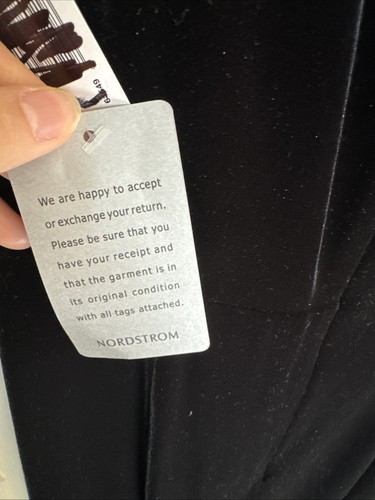 We are happy to accept
or exchange your return.
Please be sure that you
have your receipt and
that the garment is in
its original condition
with all tags attached.
NORDSTROM